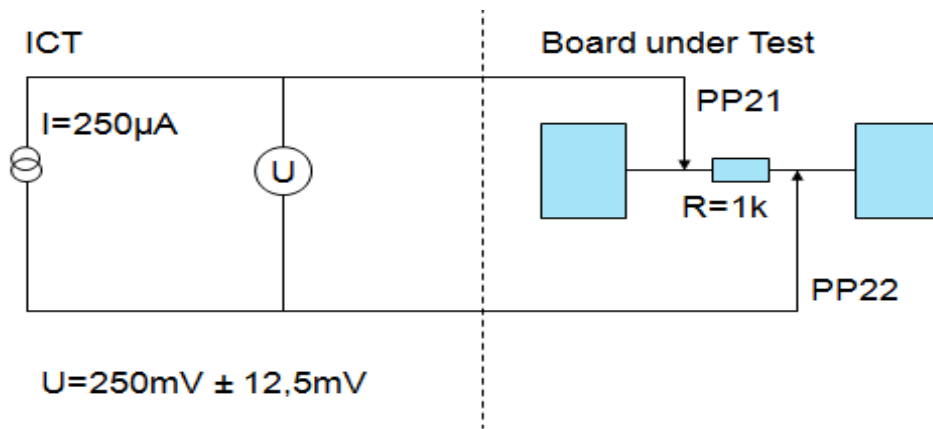 ICT
Board under Test
I=250µA
PP21
U
R=1k
PP22
U=250mV ± 12,5mV